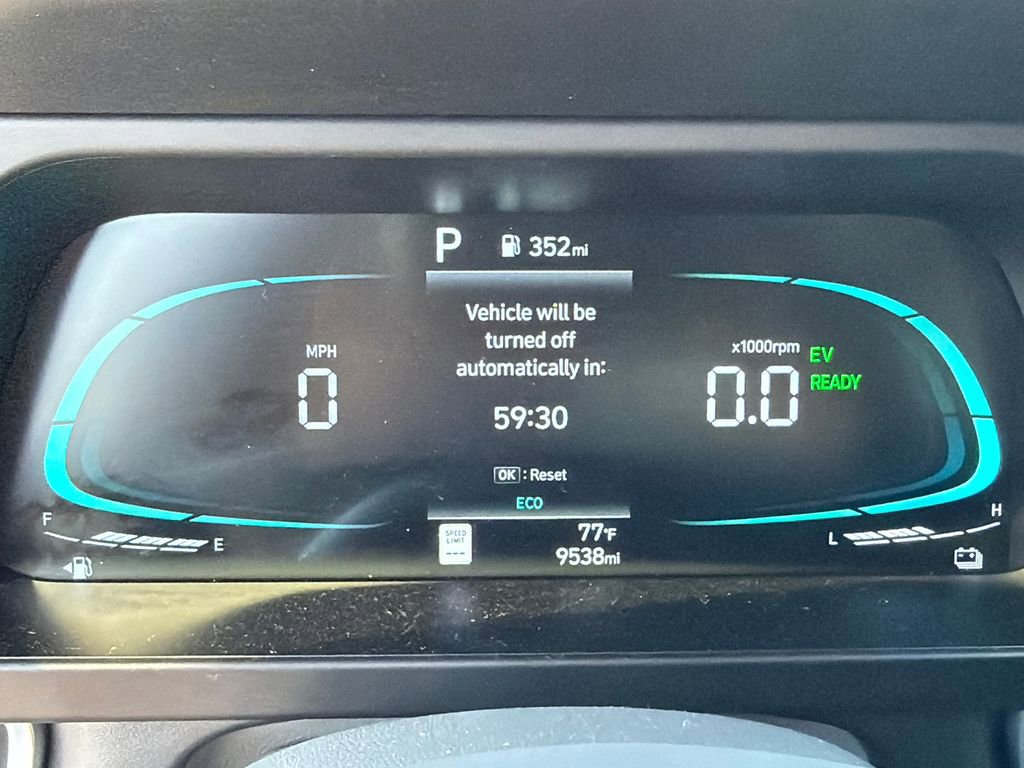 P 352mi
Vehicle will be
turned off
automatically in:
59:30
OK : Reset
ECO
MPH
0
x1000rpm
0.0
EV
READY
F
E
SPEED
LIMIT
---
77°F
9538mi
L
H